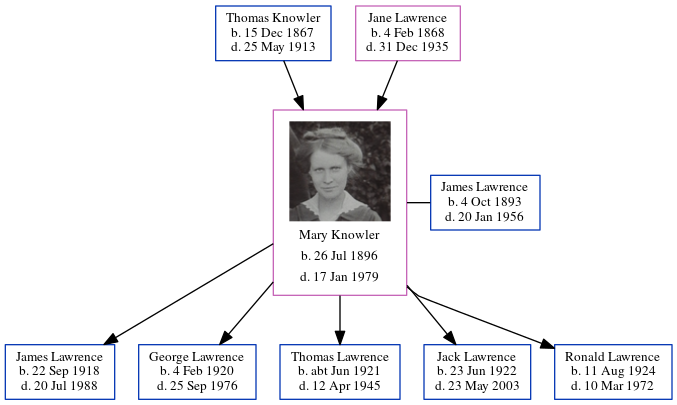 Thomas Knowler
b. 15 Dec 1867
d. 25 May 1913
Jane Lawrence
b. 4 Feb 1868
d. 31 Dec 1935
Mary Knowler
b. 26 Jul 1896
d. 17 Jan 1979
James Lawrence
b. 4 Oct 1893
d. 20 Jan 1956
James Lawrence
b. 22 Sep 1918
d. 20 Jul 1988
George Lawrence
b. 4 Feb 1920
d. 25 Sep 1976
Thomas Lawrence
b. abt Jun 1921
d. 12 Apr 1945
Jack Lawrence
b. 23 Jun 1922
d. 23 May 2003
Ronald Lawrence
b. 11 Aug 1924
d. 10 Mar 1972